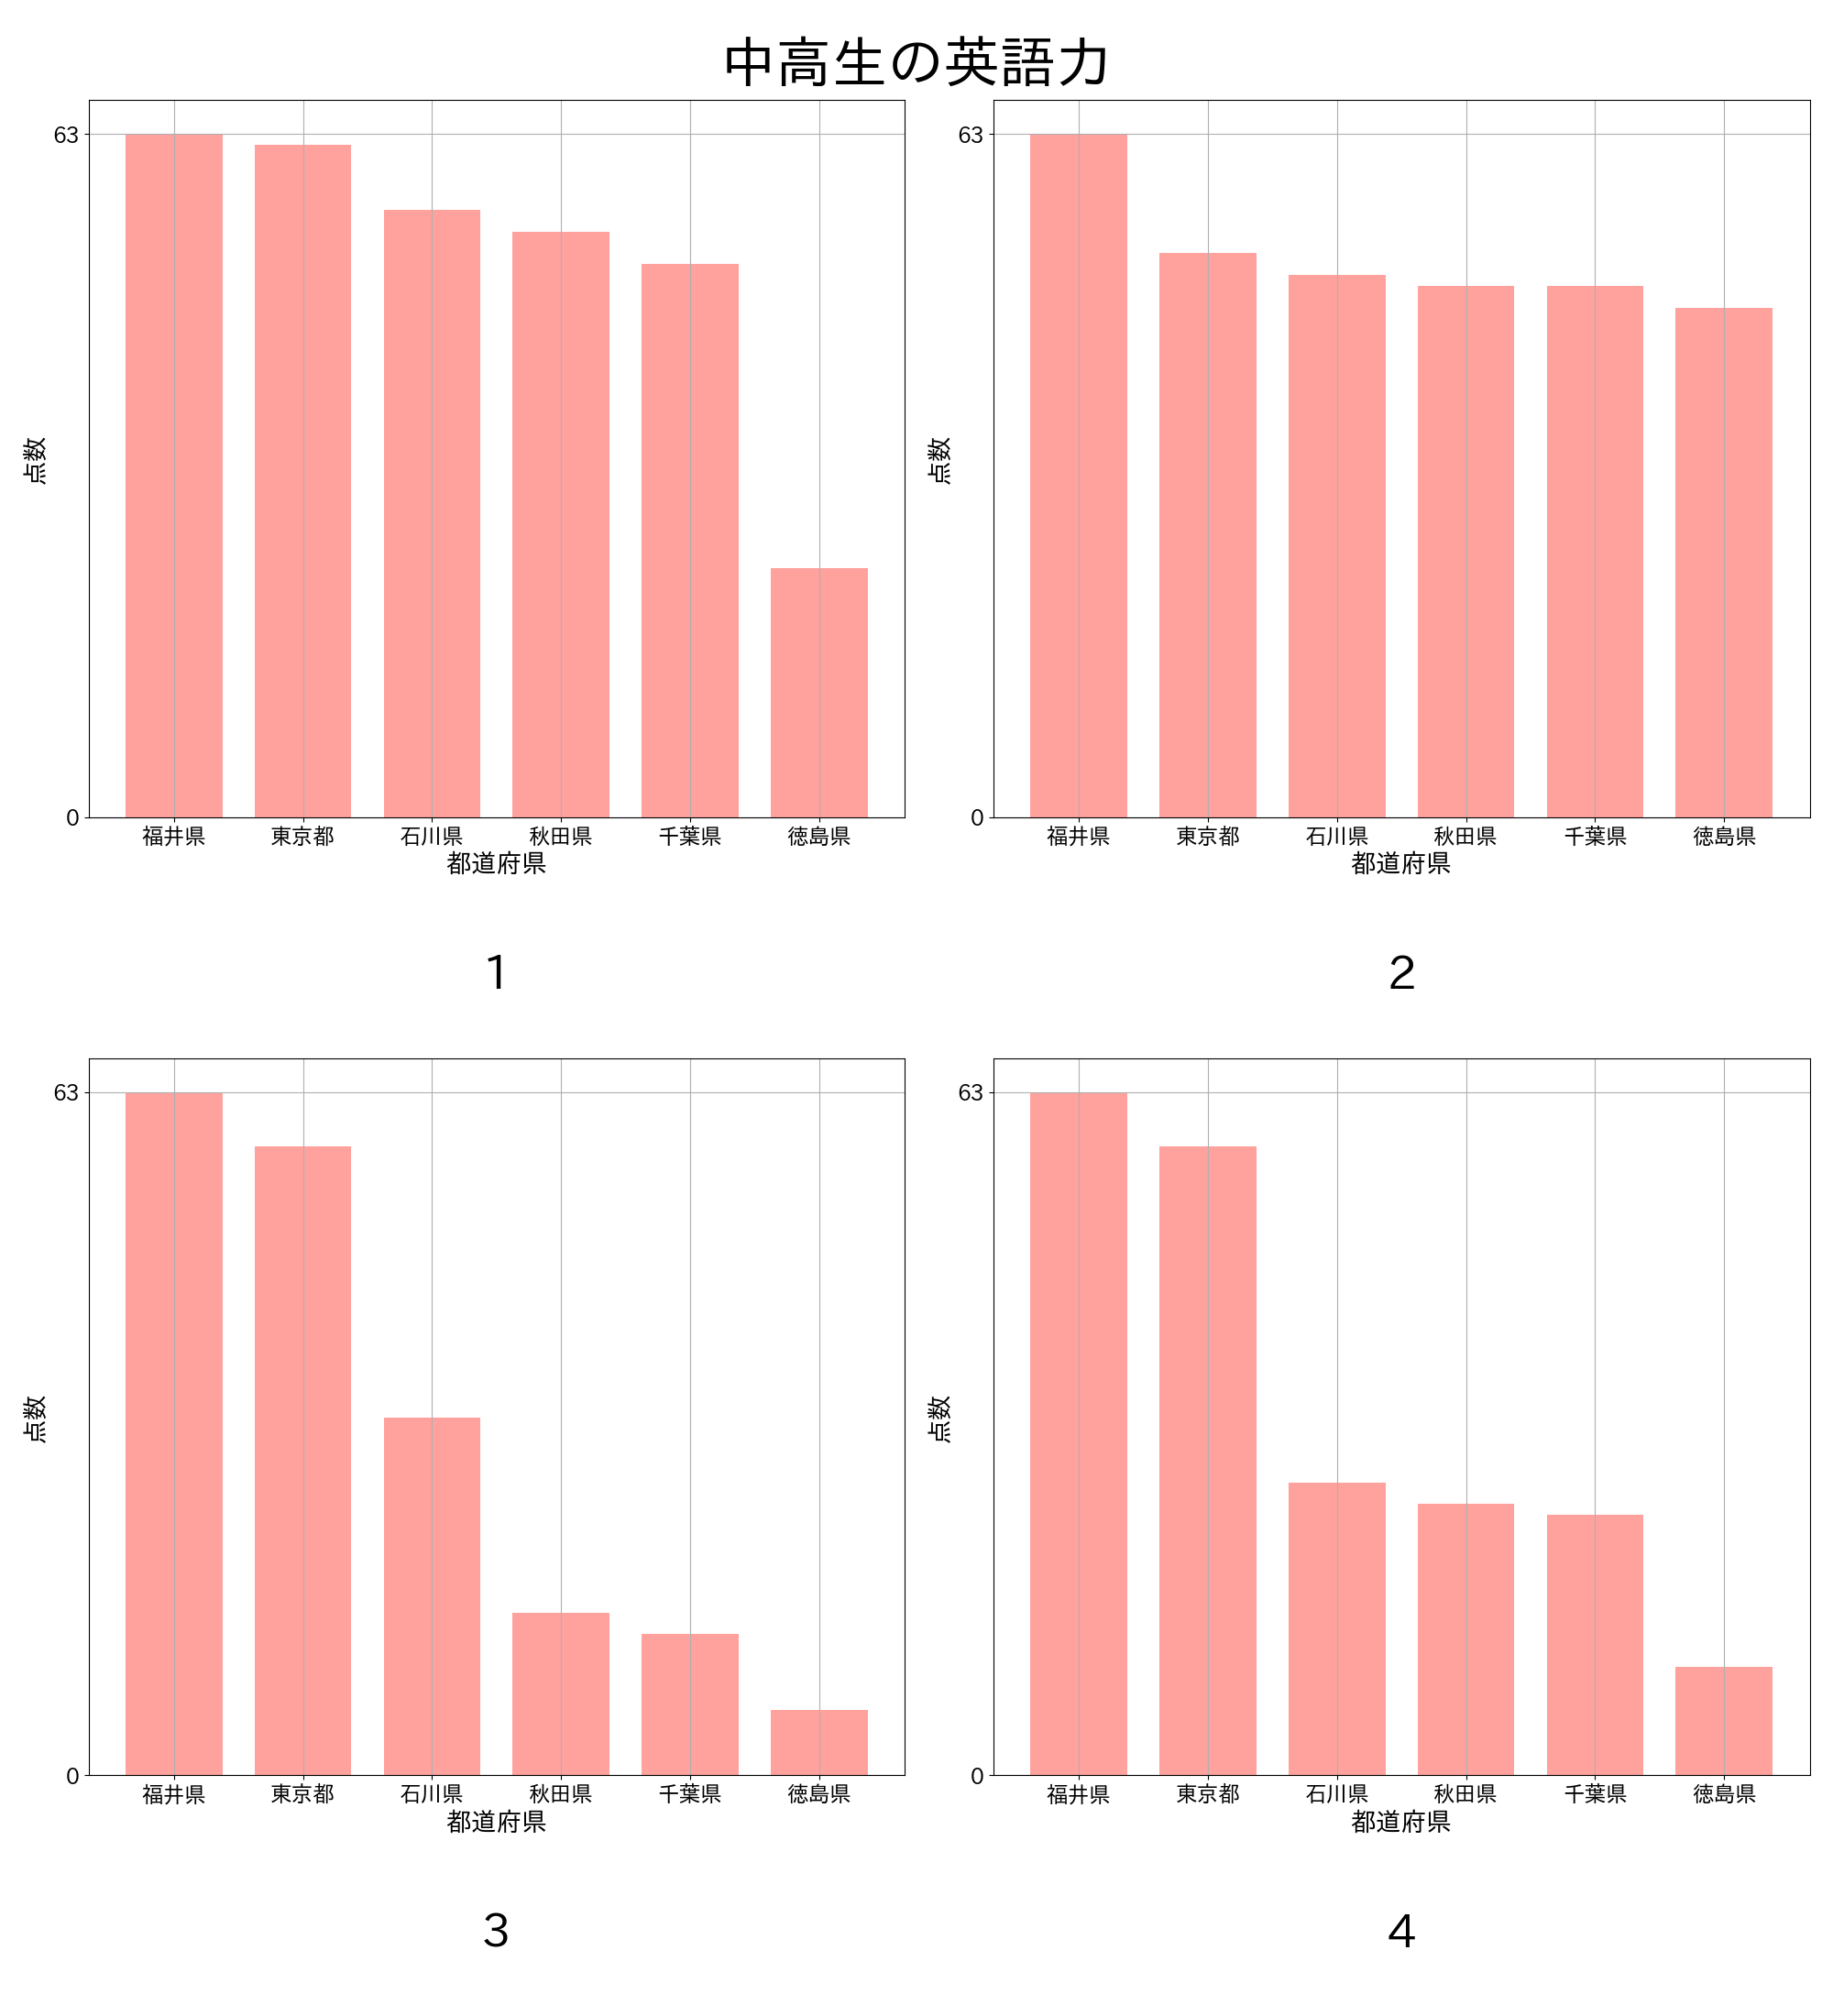 中高生の英語力
63
0
点数
福井県 東京都 石川県 秋田県 千葉県 徳島県
都道府県
1
63
0
点数
福井県 東京都 石川県 秋田県 千葉県 徳島県
都道府県
2
63
0
点数
福井県 東京都 石川県 秋田県 千葉県 徳島県
都道府県
3
63
0
点数
福井県 東京都 石川県 秋田県 千葉県 徳島県
都道府県
4